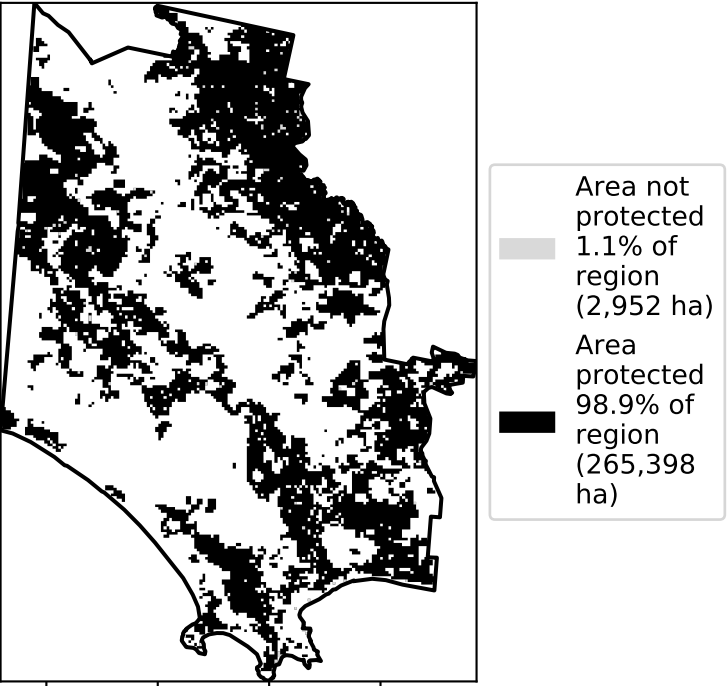 Area not
protected
1.1% of
region
(2,952 ha)
Area
protected
98.9% of
region
(265,398
ha)